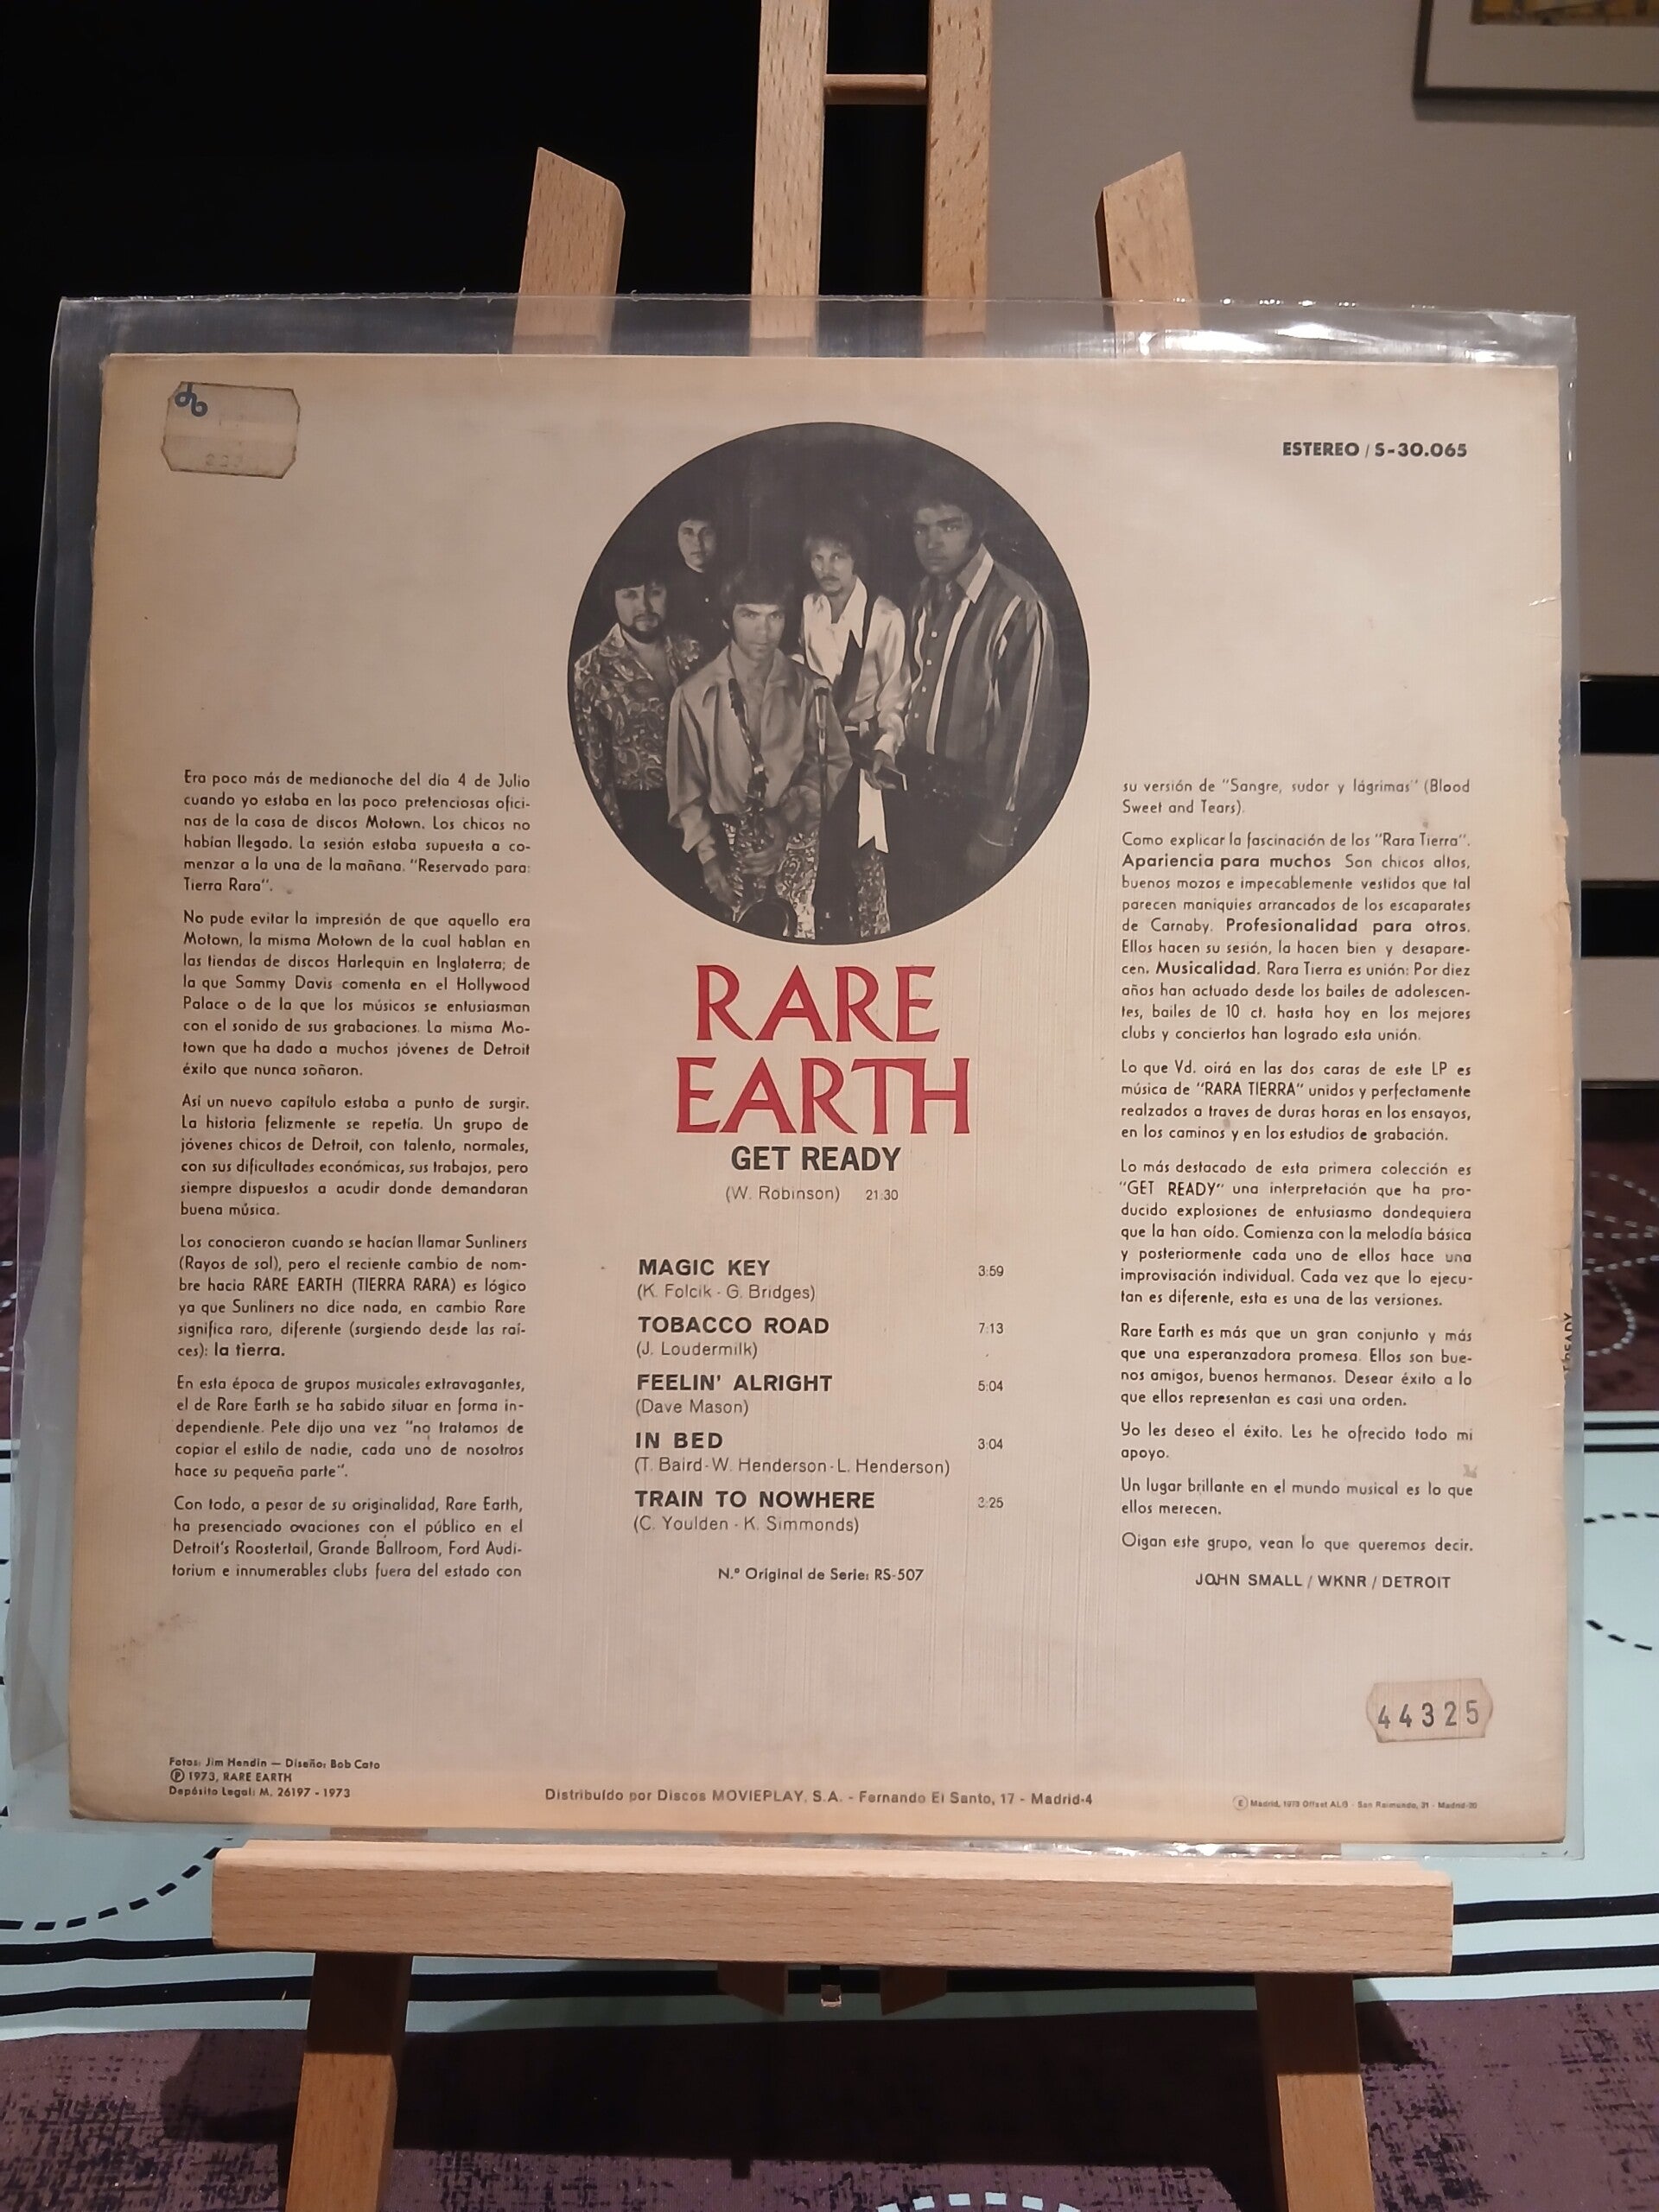 ESTEREO / S-30.065
Era poco más de medianoche del día 4 de Julio
cuando yo estaba en las poco pretenciosas ofici-
nas de la casa de discos Motown. Los chicos no
habían llegado. La sesión estaba supuesta a co-
menzar a la una de la mañana. "Reservado para:
Tierra Rara".
No pude evitar la impresión de que aquello era
Motown, la misma Motown de la cual hablan en
las tiendas de discos Harlequin en Inglaterra; de
la que Sammy Davis comenta en el Hollywood
Palace o de la que los músicos se entusiasman
con el sonido de sus grabaciones. La misma Mo-
town que ha dado a muchos jóvenes de Detroit
éxito que nunca soñaron.
Así un nuevo capítulo estaba a punto de surgir.
La historia felizmente se repetía. Un grupo de
jóvenes chicos de Detroit, con talento, normales,
con sus dificultades económicas, sus trabajos, pero
siempre dispuestos a acudir donde demandaran
buena música.
Los conocieron cuando se hacían llamar Sunliners
(Rayos de sol), pero el reciente cambio de nom-
bre hacia RARE EARTH (TIERRA RARA) es lógico
ya que Sunliners no dice nada, en cambio Rare
significa raro, diferente (surgiendo desde las raí-
ces): la tierra.
En esta época de grupos musicales extravagantes,
el de Rare Earth se ha sabido situar en forma in-
dependiente. Pete dijo una vez "no tratamos de
copiar el estilo de nadie, cada uno de nosotros
hace su pequeña parte".
Con todo, a pesar de su originalidad, Rare Earth,
ha presenciado ovaciones con el público en el
Detroit's Roostertail, Grande Ballroom, Ford Audi-
torium e innumerables clubs fuera del estado con
RARE
EARTH
GET READY
(W. Robinson) 21:30
MAGIC KEY 3:59
(K. Folcik - G. Bridges)
TOBACCO ROAD 7:13
(J. Loudermilk)
FEELIN' ALRIGHT 5:04
(Dave Mason)
IN BED 3:04
(T. Baird-W. Henderson-L. Henderson)
TRAIN TO NOWHERE 3:25
(C. Youlden - K. Simmonds)
N.º Original de Serie: RS-507
su versión de "Sangre, sudor y lágrimas" (Blood
Sweet and Tears).
Como explicar la fascinación de los "Rara Tierra".
Apariencia para muchos Son chicos altos,
buenos mozos e impecablemente vestidos que tal
parecen maniquíes arrancados de los escaparates
de Carnaby. Profesionalidad para otros.
Ellos hacen su sesión, la hacen bien y desapare-
cen. Musicalidad. Rara Tierra es unión: Por diez
años han actuado desde los bailes de adolescen-
tes, bailes de 10 ct. hasta hoy en los mejores
clubs y conciertos han logrado esta unión.
Lo que Vd. oirá en las dos caras de este LP es
música de "RARA TIERRA" unidos y perfectamente
realzados a traves de duras horas en los ensayos,
en los caminos y en los estudios de grabación.
Lo más destacado de esta primera colección es
"GET READY" una interpretación que ha pro-
ducido explosiones de entusiasmo dondequiera
que la han oído. Comienza con la melodía básica
y posteriormente cada uno de ellos hace una
improvisación individual. Cada vez que lo ejecu-
tan es diferente, esta es una de las versiones.
Rare Earth es más que un gran conjunto y más
que una esperanzadora promesa. Ellos son bue-
nos amigos, buenos hermanos. Desear éxito a lo
que ellos representan es casi una orden.
Yo les deseo el éxito. Les he ofrecido todo mi
apoyo.
Un lugar brillante en el mundo musical es lo que
ellos merecen.
Oigan este grupo, vean lo que queremos decir.
JOHN SMALL / WKNR / DETROIT
44325
Fotos: Jim Hendin — Diseño: Bob Cato
Ⓟ 1973, RARE EARTH
Depósito Legal: M. 26197 - 1973
Distribuído por Discos MOVIEPLAY, S.A. - Fernando El Santo, 17 - Madrid-4
Ⓔ Madrid, 1973 Offset ALG - San Raimundo, 21 - Madrid-20